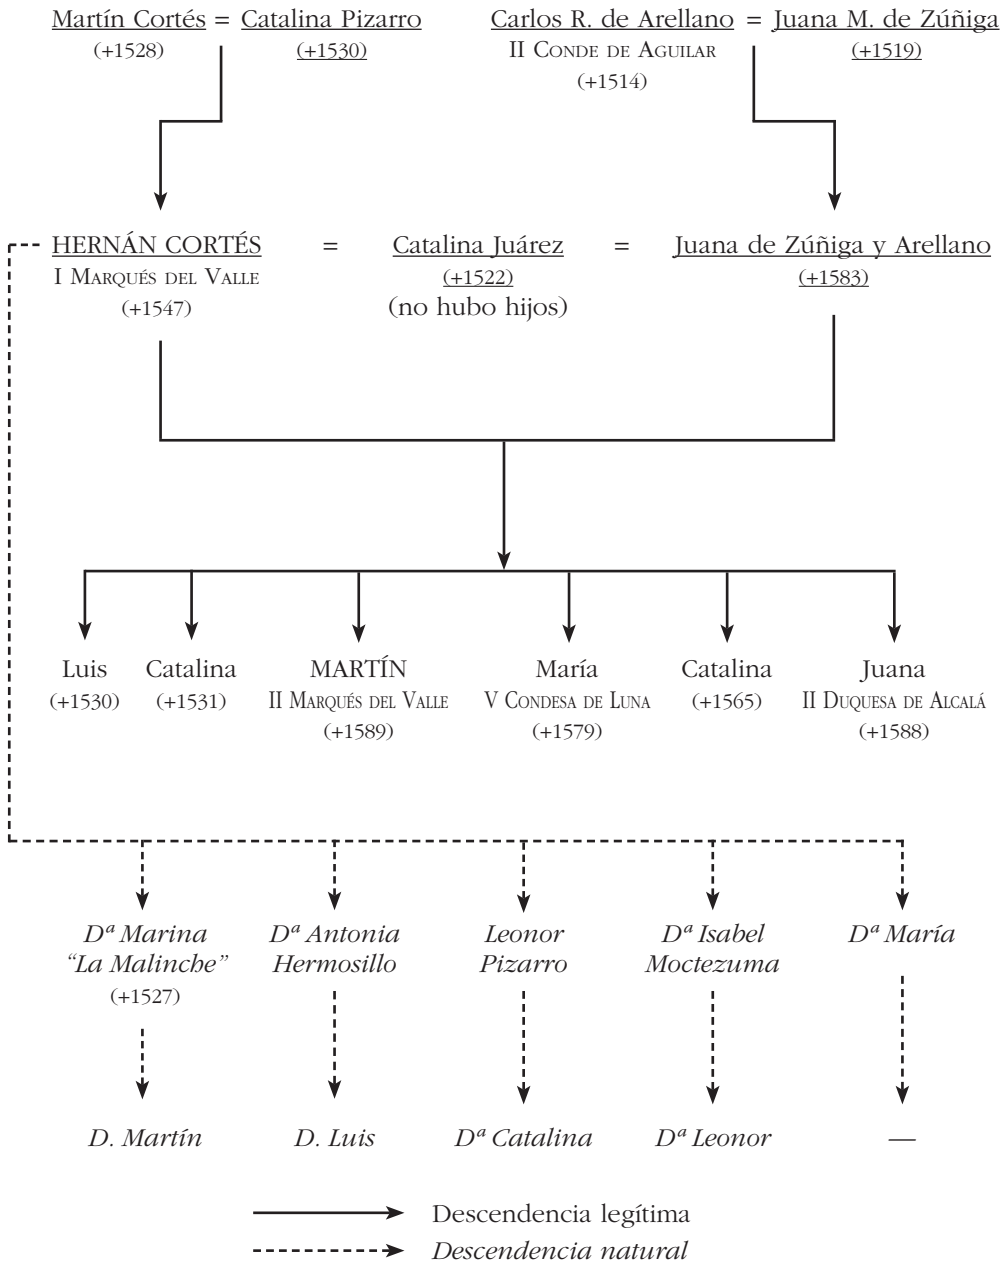 Martín Cortés = Catalina Pizarro
(+1528) (+1530)
Carlos R. de Arellano = Juana M. de Zúñiga
II CONDE DE AGUILAR (+1519)
(+1514)
HERNÁN CORTÉS = Catalina Juárez = Juana de Zúñiga y Arellano
I MARQUÉS DEL VALLE (+1522) (+1583)
(+1547) (no hubo hijos)
Luis Catalina MARTÍN María Catalina Juana
(+1530) (+1531) II MARQUÉS DEL VALLE V CONDESA DE LUNA (+1565) II DUQUESA DE ALCALÁ
(+1589) (+1579) (+1588)
Dª Marina Dª Antonia Leonor Dª Isabel Dª María
“La Malinche” Hermosillo Pizarro Moctezuma
(+1527)
D. Martín D. Luis Dª Catalina Dª Leonor —
Descendencia legítima
Descendencia natural